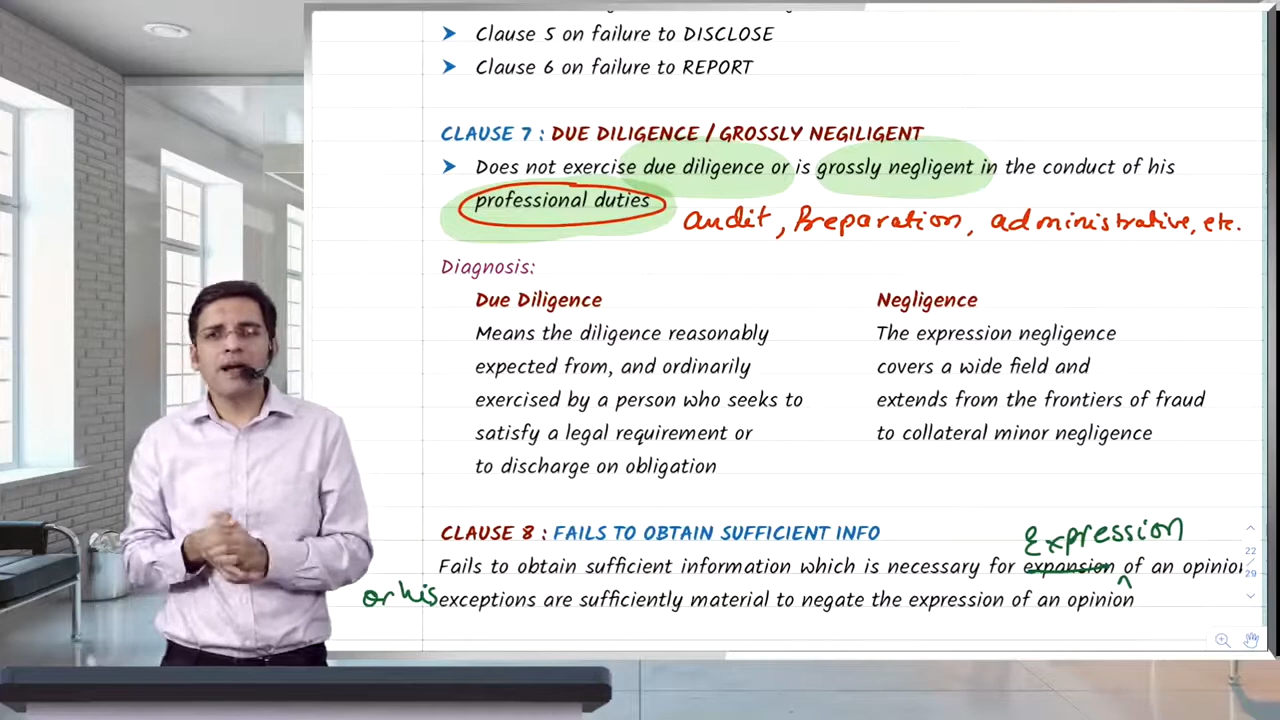 ➤ Clause 5 on failure to DISCLOSE
➤ Clause 6 on failure to REPORT
CLAUSE 7 : DUE DILIGENCE / GROSSLY NEGILIGENT
➤ Does not exercise due diligence or is grossly negligent in the conduct of his
professional duties audit, Preparation, administrative, etc.
Diagnosis:
Due Diligence
Means the diligence reasonably
expected from, and ordinarily
exercised by a person who seeks to
satisfy a legal requirement or
to discharge on obligation
Negligence
The expression negligence
covers a wide field and
extends from the frontiers of fraud
to collateral minor negligence
CLAUSE 8 : FAILS TO OBTAIN SUFFICIENT INFO
Expression
Fails to obtain sufficient information which is necessary for expansion of an opinion
or his exceptions are sufficiently material to negate the expression of an opinion
22
29